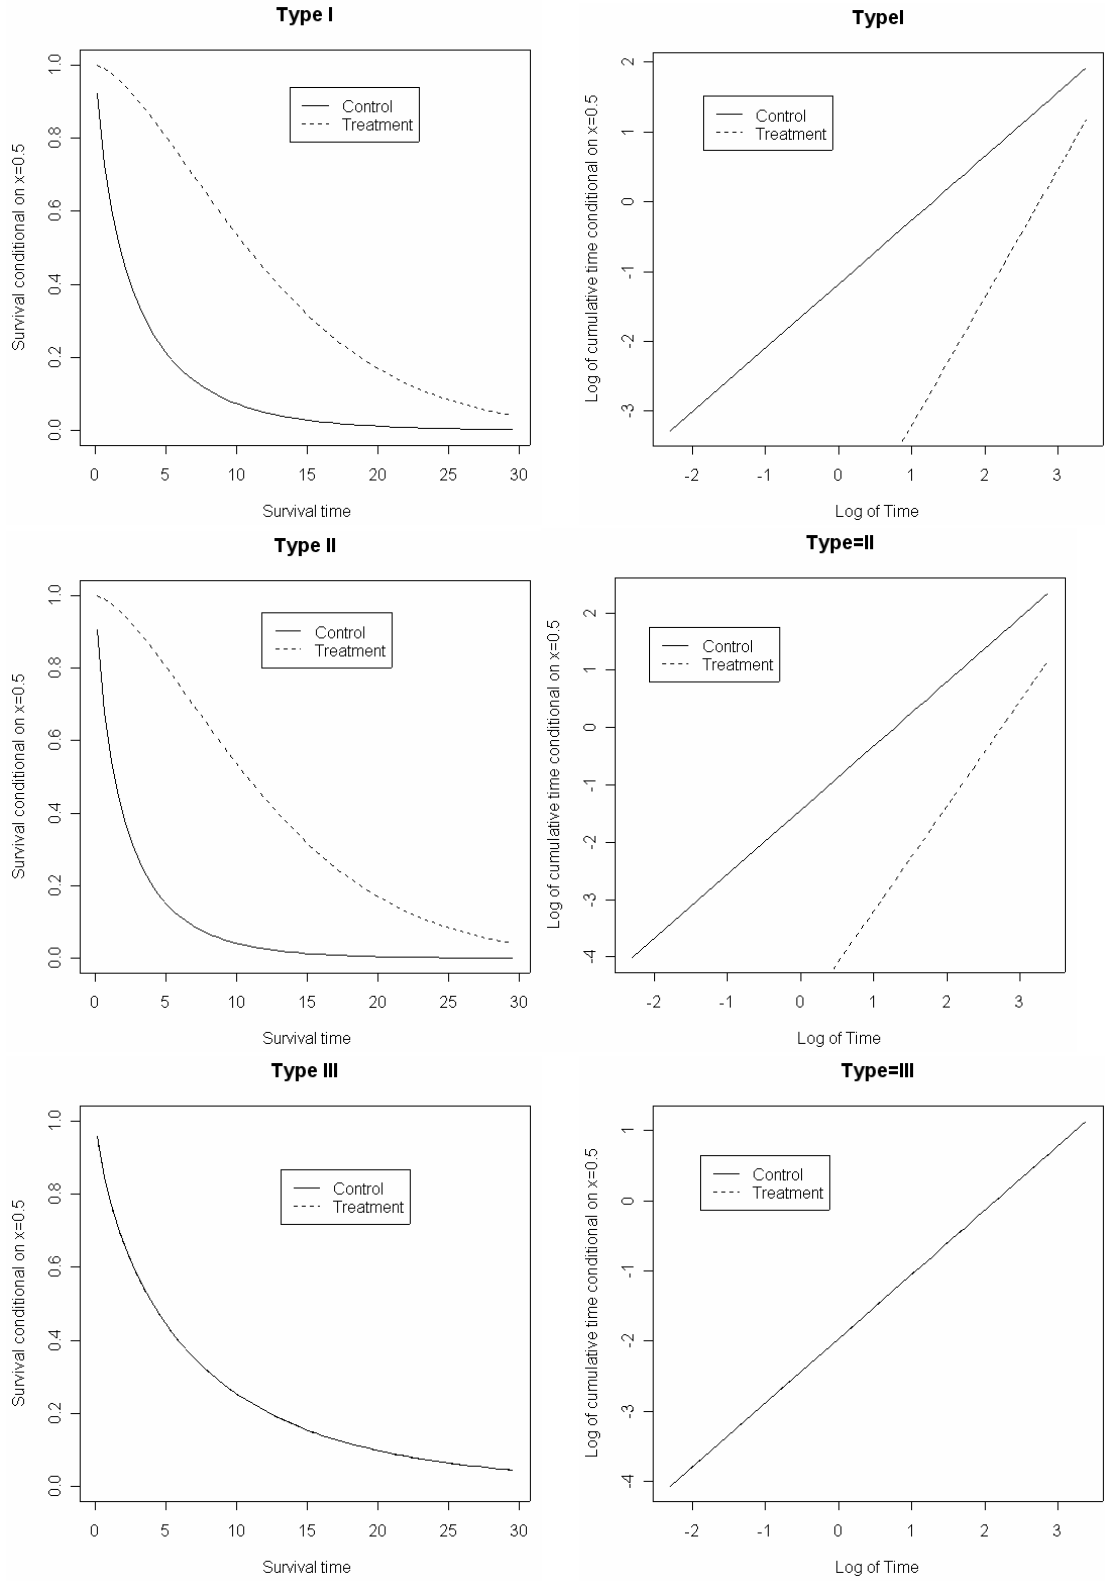 Type I
Survival conditional on x=0.5
1.0
0.8
0.6
0.4
0.2
0.0
Control
Treatment
0 5 10 15 20 25 30
Survival time
TypeI
Log of cumulative time conditional on x=0.5
2
1
0
-1
-2
-3
Control
Treatment
-2 -1 0 1 2 3
Log of Time
Type II
Survival conditional on x=0.5
1.0
0.8
0.6
0.4
0.2
0.0
Control
Treatment
0 5 10 15 20 25 30
Survival time
Type=II
Log of cumulative time conditional on x=0.5
2
1
0
-1
-2
-3
-4
Control
Treatment
-2 -1 0 1 2 3
Log of Time
Type III
Survival conditional on x=0.5
1.0
0.8
0.6
0.4
0.2
0.0
Control
Treatment
0 5 10 15 20 25 30
Survival time
Type=III
Log of cumulative time conditional on x=0.5
1
0
-1
-2
-3
-4
Control
Treatment
-2 -1 0 1 2 3
Log of Time